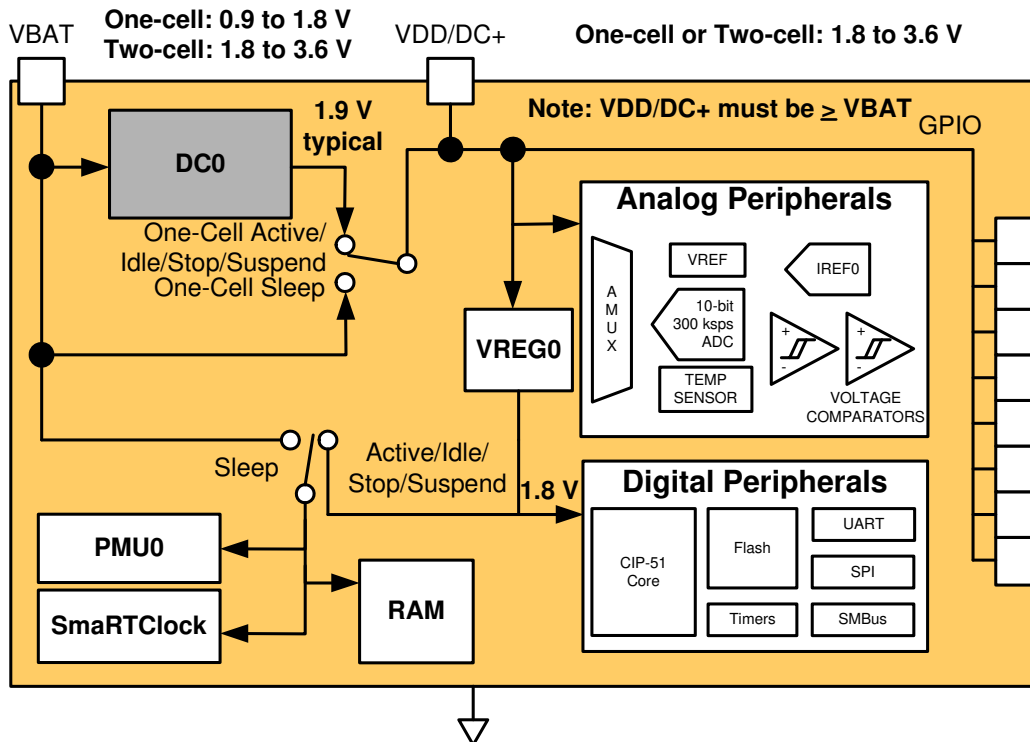 VBAT
One-cell: 0.9 to 1.8 V
Two-cell: 1.8 to 3.6 V
VDD/DC+
One-cell or Two-cell: 1.8 to 3.6 V
Note: VDD/DC+ must be ≥ VBAT
GPIO
1.9 V
typical
DC0
One-Cell Active/
Idle/Stop/Suspend
One-Cell Sleep
VREG0
Analog Peripherals
A
M
U
X
VREF
IREF0
10-bit
300 ksps
ADC
TEMP
SENSOR
+
-
+
-
VOLTAGE
COMPARATORS
Sleep
Active/Idle/
Stop/Suspend
1.8 V
Digital Peripherals
CIP-51
Core
Flash
Timers
UART
SPI
SMBus
PMU0
SmaRTClock
RAM